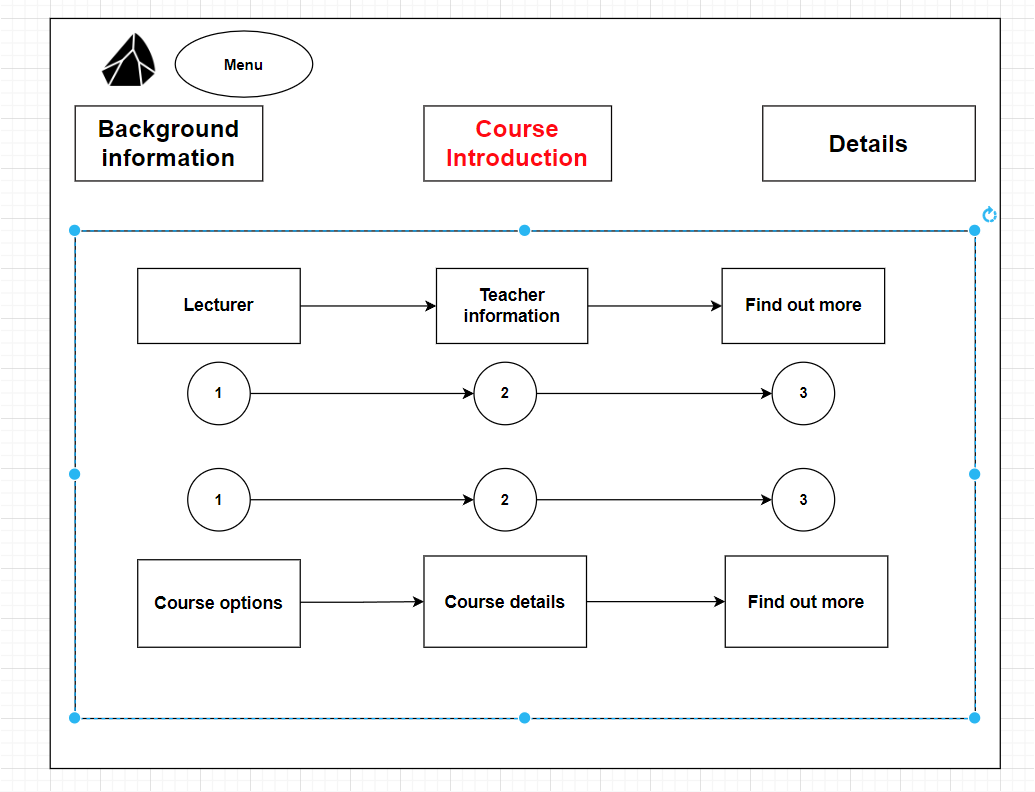 Menu
Background
information
Course
Introduction
Details
Lecturer
Teacher
information
Find out more
1
2
3
1
2
3
Course options
Course details
Find out more